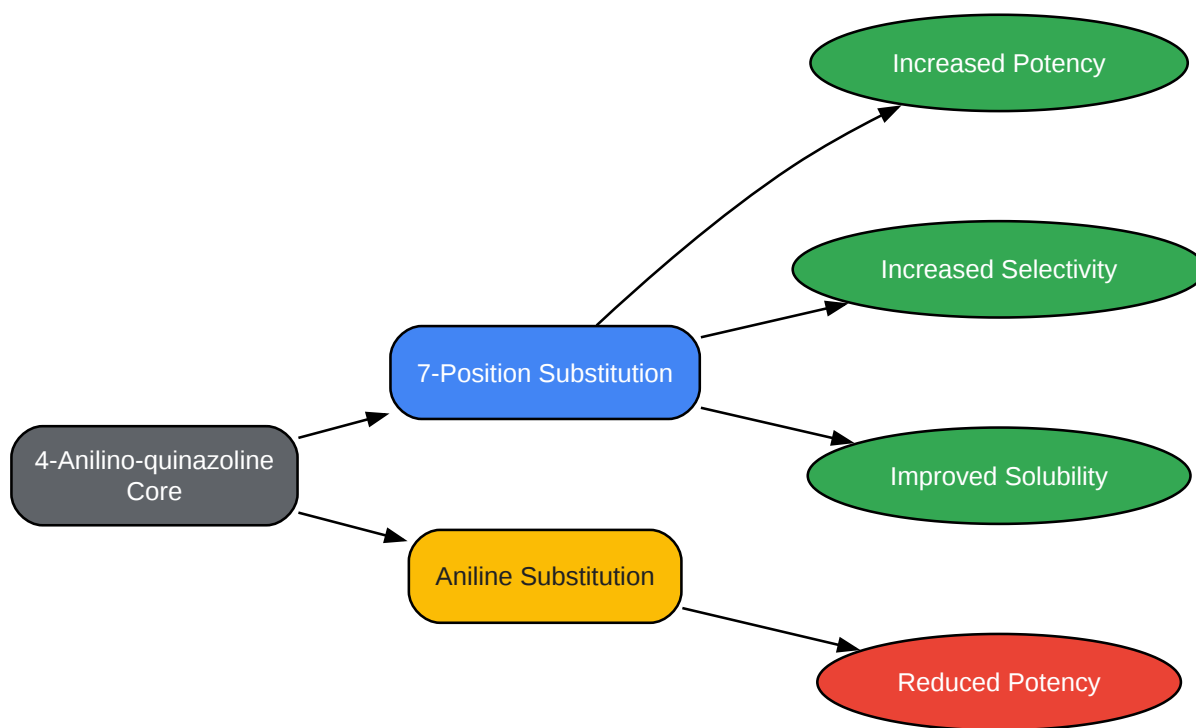 Increased Potency
Increased Selectivity
7-Position Substitution
4-Anilino-quinazoline
Core
Improved Solubility
Aniline Substitution
Reduced Potency